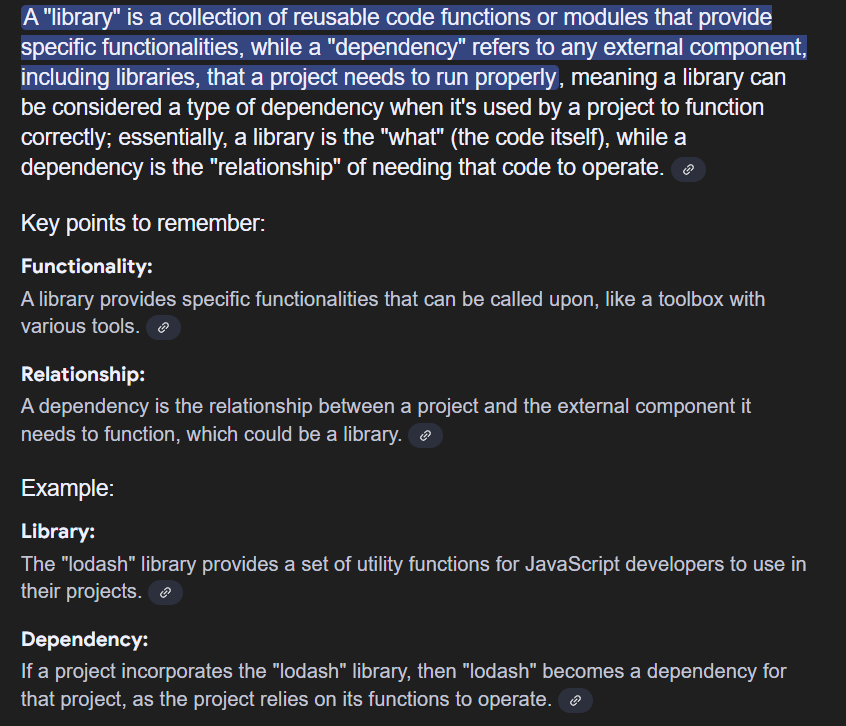 A "library" is a collection of reusable code functions or modules that provide
specific functionalities, while a "dependency" refers to any external component,
including libraries, that a project needs to run properly, meaning a library can
be considered a type of dependency when it's used by a project to function
correctly; essentially, a library is the "what" (the code itself), while a
dependency is the "relationship" of needing that code to operate.
Key points to remember:
Functionality:
A library provides specific functionalities that can be called upon, like a toolbox with
various tools.
Relationship:
A dependency is the relationship between a project and the external component it
needs to function, which could be a library.
Example:
Library:
The "lodash" library provides a set of utility functions for JavaScript developers to use in
their projects.
Dependency:
If a project incorporates the "lodash" library, then "lodash" becomes a dependency for
that project, as the project relies on its functions to operate.